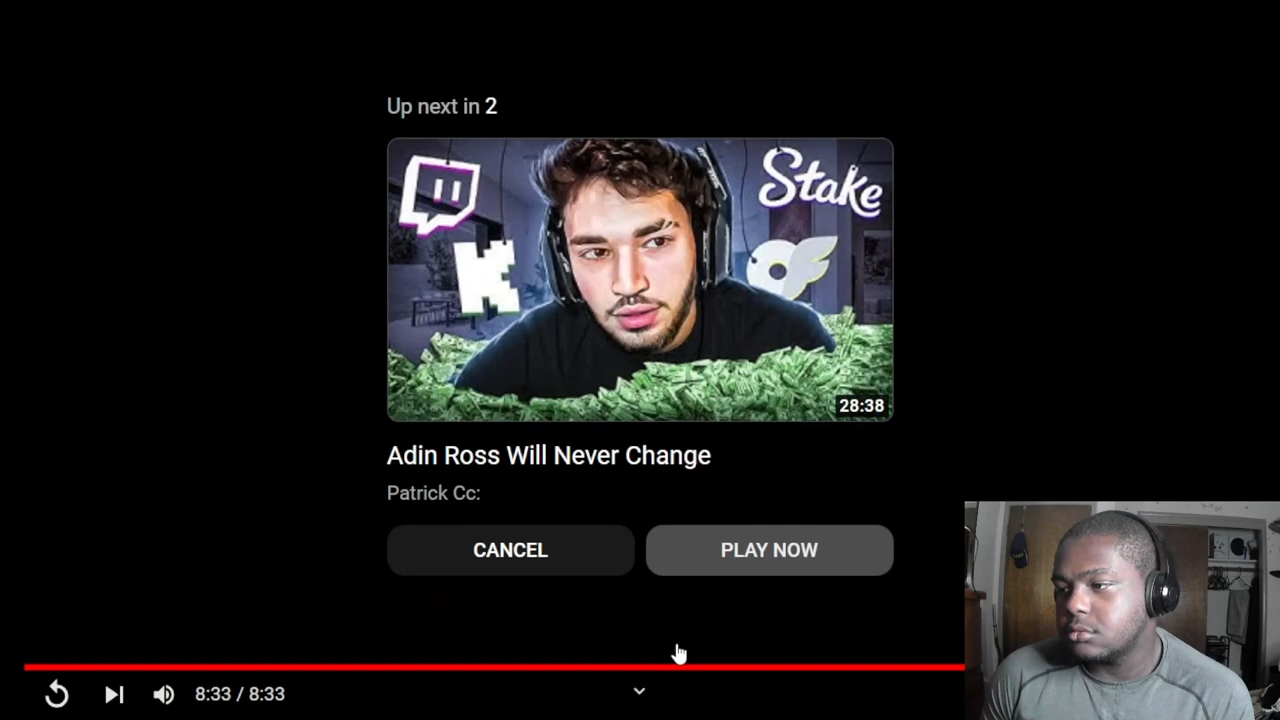 Up next in 2
Stake
K
28:38
Adin Ross Will Never Change
Patrick Cc:
CANCEL
PLAY NOW
8:33 / 8:33